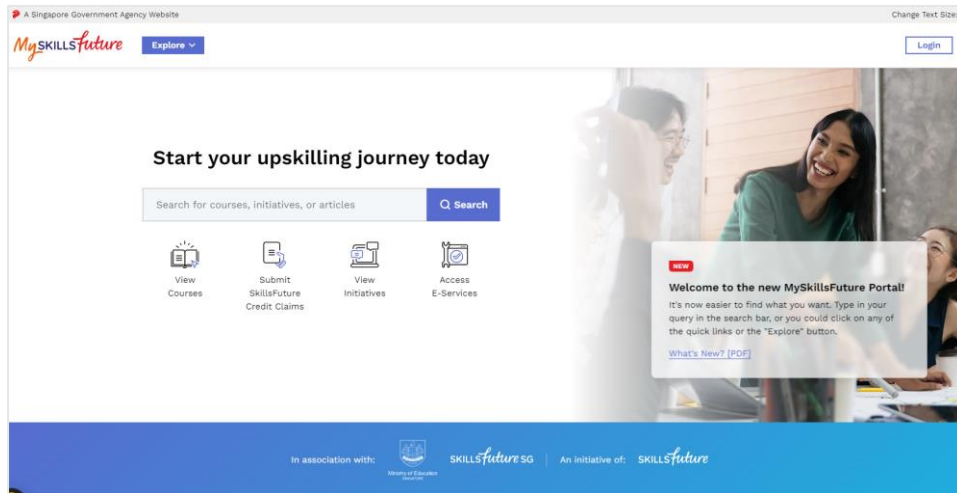 A Singapore Government Agency Website
Change Text Size:
MySKILLSfuture
Explore
Login
Start your upskilling journey today
Search for courses, initiatives, or articles
Search
View
Courses
Submit
SkillsFuture
Credit Claims
View
Initiatives
Access
E-Services
NEW
Welcome to the new MySkillsFuture Portal!
It's now easier to find what you want. Type in your
query in the search bar, or you could click on any of
the quick links or the "Explore" button.
What's New? [PDF]
In association with:
Ministry of Education
SKILLSfuture SG
An initiative of:
SKILLSfuture